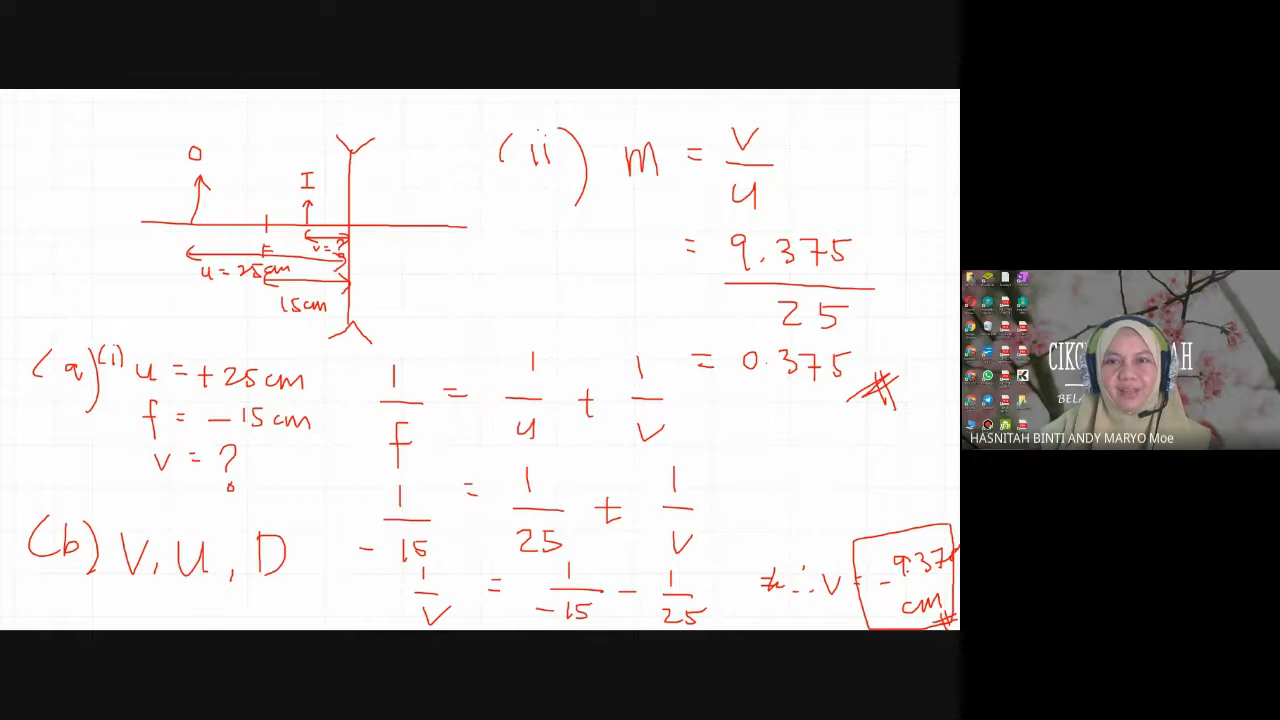 O
I
F
v = ?
u = 25cm
15cm
(a)(i) u = +25cm
f = -15cm
v = ?
(b) V, U, D
1/f = 1/u + 1/v
1/-15 = 1/25 + 1/v
1/v = 1/-15 - 1/25
∴ v = -9.375
cm
(ii) m = v/u
= 9.375/25
= 0.375
HASNITAH BINTI ANDY MARYO Moe